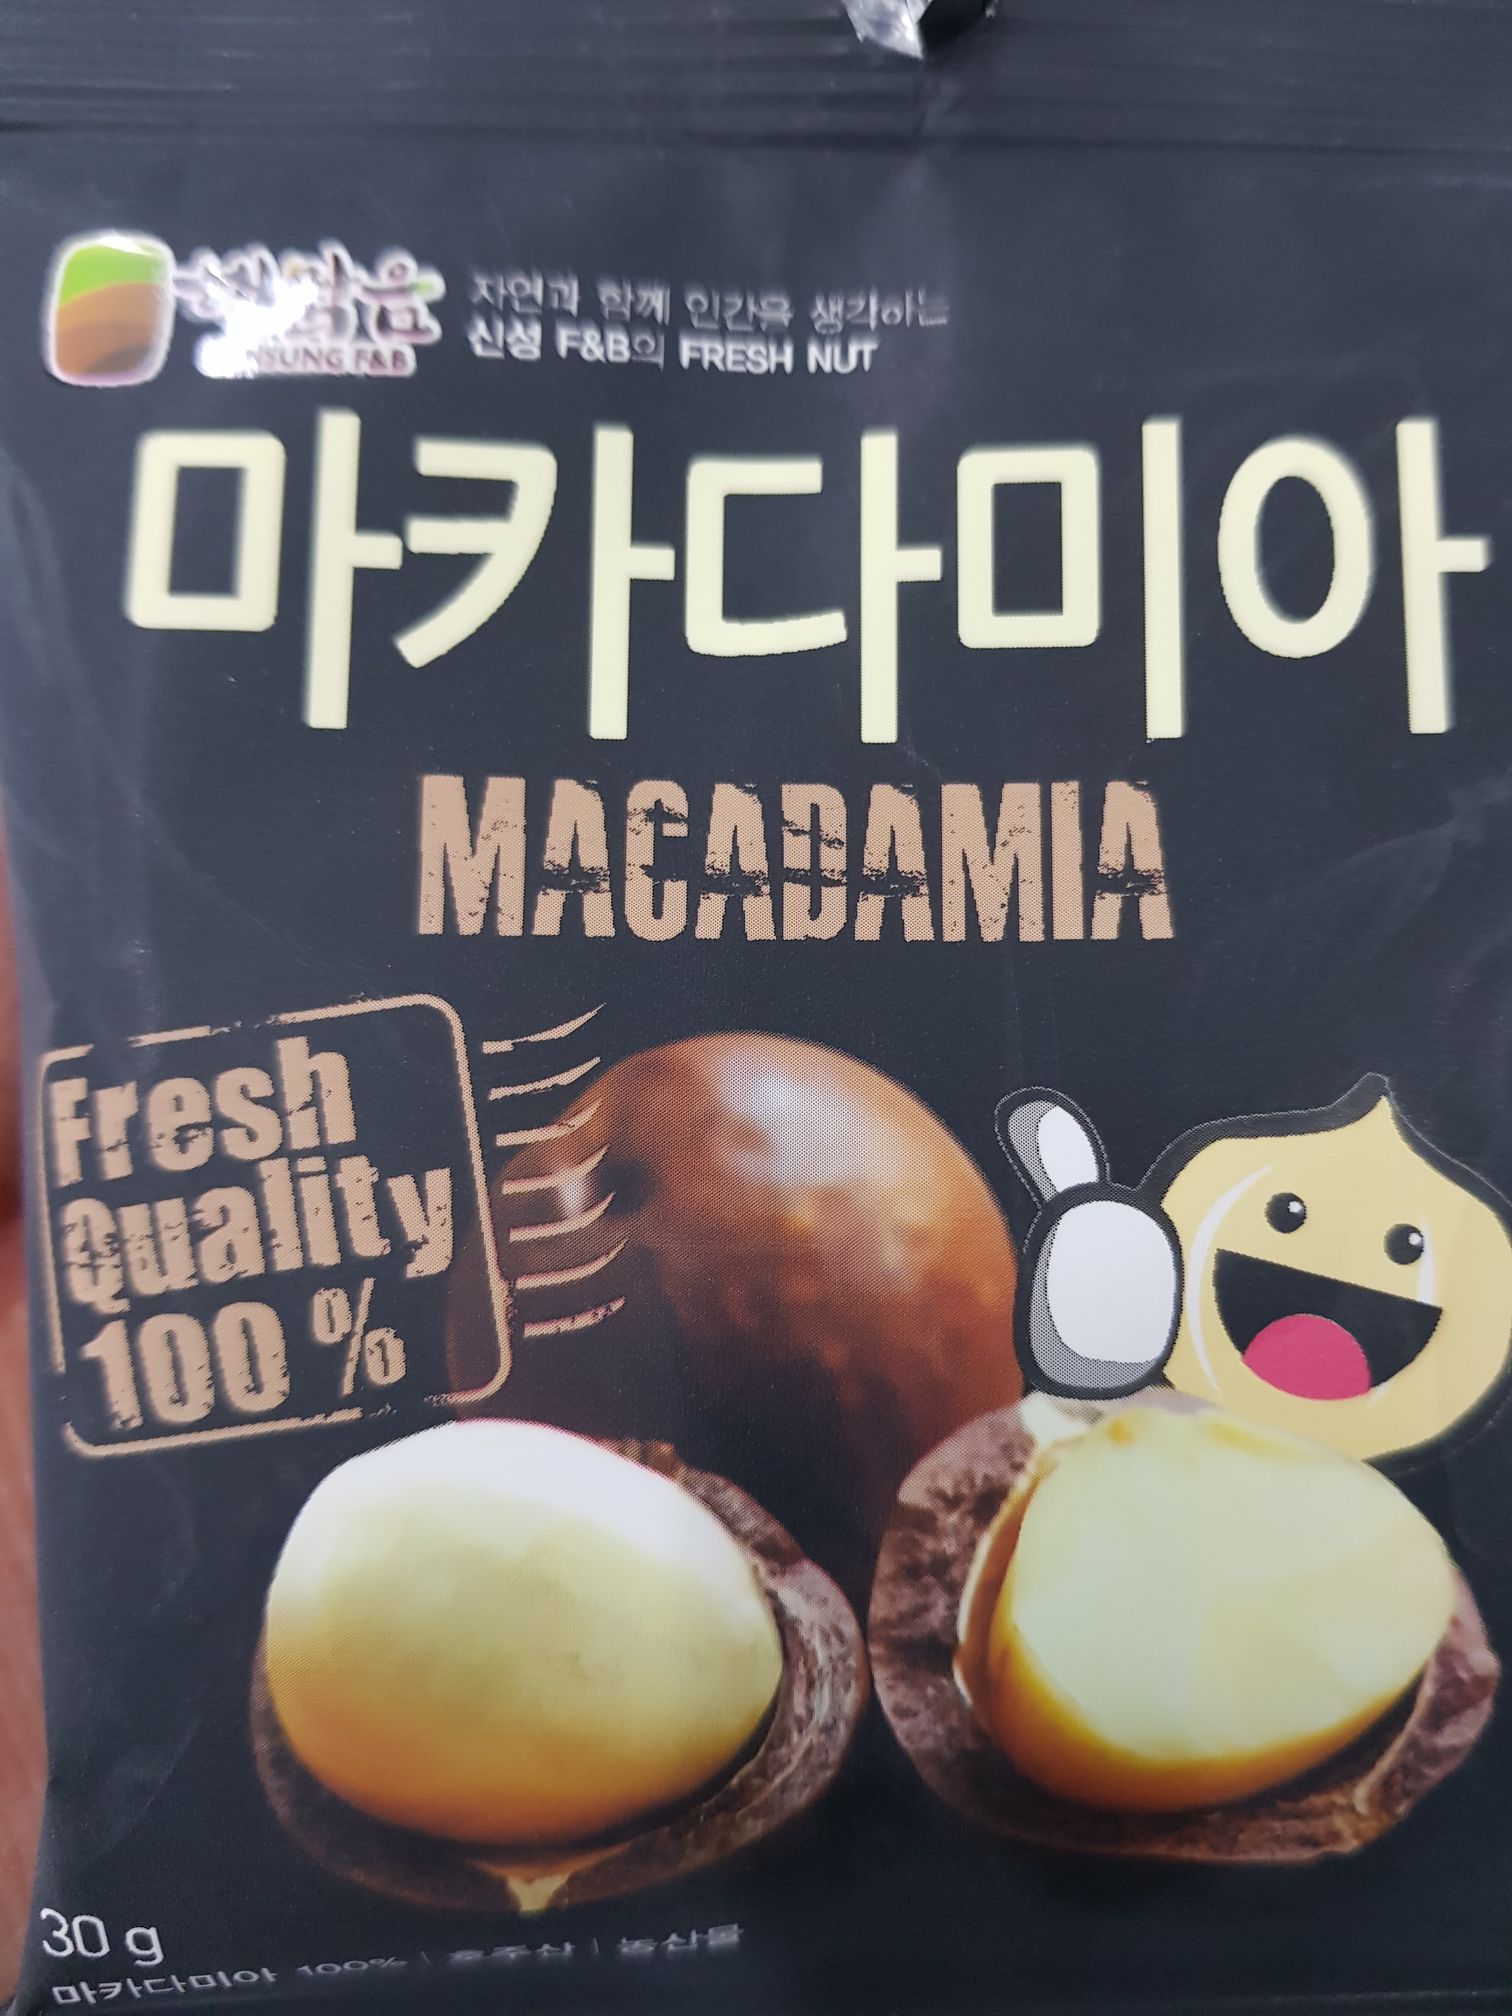 자연과 함께 인간을 생각하는
신성 F&B의 FRESH NUT
마카다미아
MACADAMIA
Fresh
Quality
100 %
30 g
마카다미아 100% | 호주산 | 농산물